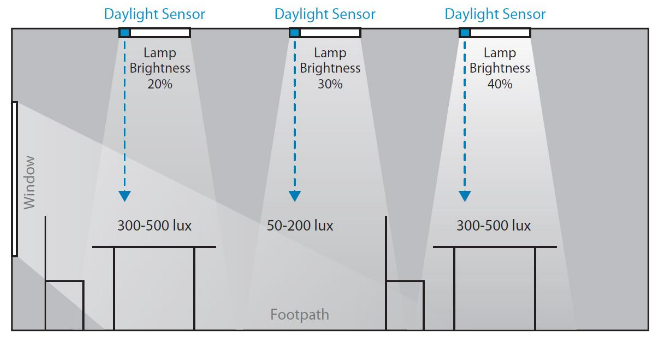 Daylight Sensor
Daylight Sensor
Daylight Sensor
Lamp
Brightness
20%
Lamp
Brightness
30%
Lamp
Brightness
40%
Window
300-500 lux
50-200 lux
300-500 lux
Footpath